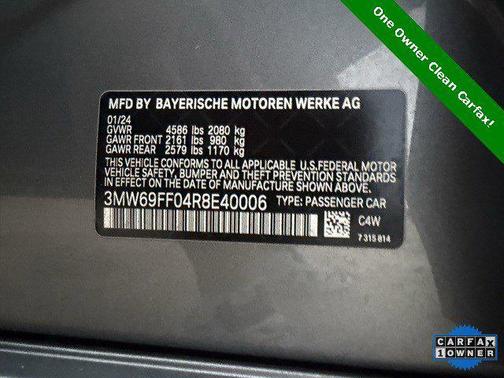 One Owner Clean Carfax!
MFD BY BAYERISCHE MOTOREN WERKE AG
01/24
GVWR 4586 lbs 2080 kg
GAWR FRONT 2161 lbs 980 kg
GAWR REAR 2579 lbs 1170 kg
THIS VEHICLE CONFORMS TO ALL APPLICABLE U.S.FEDERAL MOTOR
VEHICLE SAFETY, BUMPER AND THEFT PREVENTION STANDARDS
IN EFFECT ON THE DATE OF MANUFACTURE SHOWN ABOVE.
3MW69FF04R8E40006 TYPE: PASSENGER CAR
C4W
7 315 814
CARFAX
1 OWNER